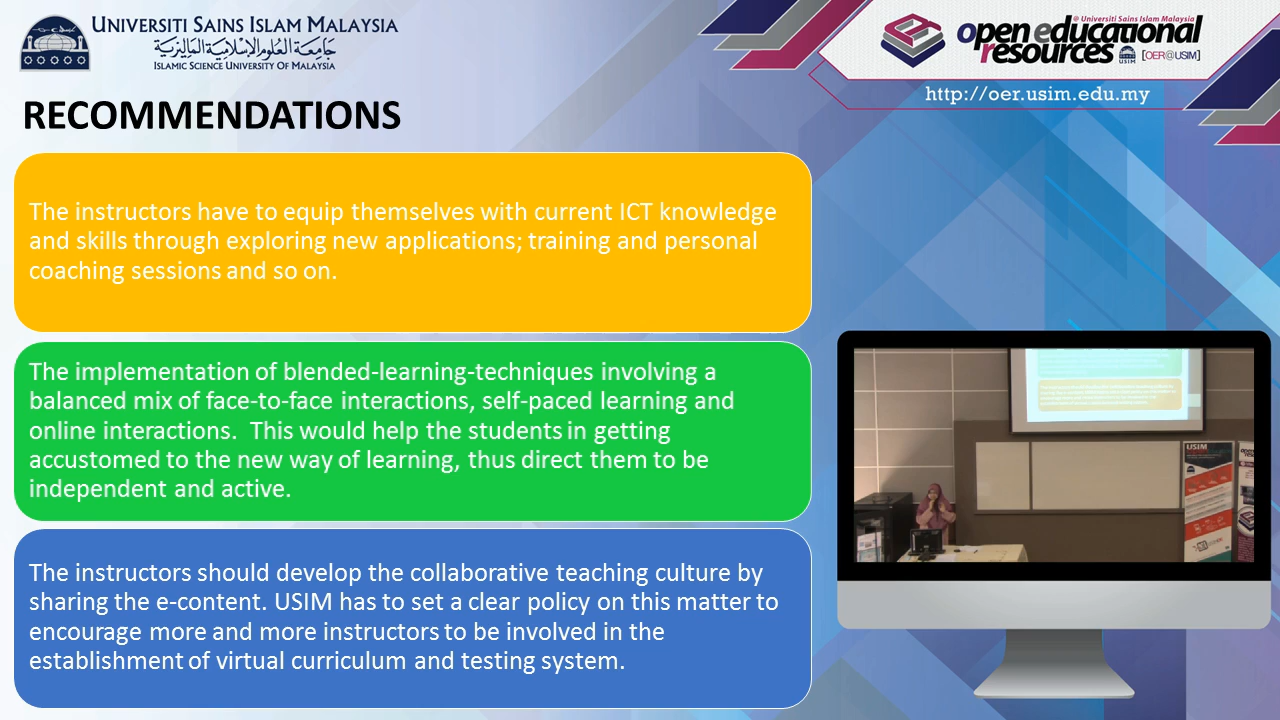 UNIVERSITI SAINS ISLAM MALAYSIA
جامعة العلوم الإسلامية الماليزية
ISLAMIC SCIENCE UNIVERSITY OF MALAYSIA
@ Universiti Sains Islam Malaysia
open educational
resources USIM [OER@USIM]
http://oer.usim.edu.my
RECOMMENDATIONS
The instructors have to equip themselves with current ICT knowledge
and skills through exploring new applications; training and personal
coaching sessions and so on.
The implementation of blended-learning-techniques involving a
balanced mix of face-to-face interactions, self-paced learning and
online interactions.  This would help the students in getting
accustomed to the new way of learning, thus direct them to be
independent and active.
The instructors should develop the collaborative teaching culture by
sharing the e-content. USIM has to set a clear policy on this matter to
encourage more and more instructors to be involved in the
establishment of virtual curriculum and testing system.
USIM